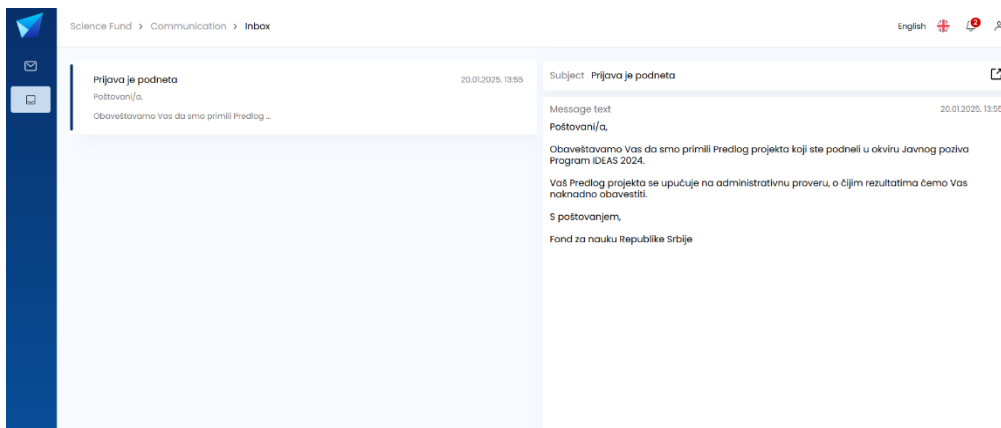 Science Fund > Communication > Inbox
English
2
Prijava je podneta
20.01.2025. 13:55
Poštovani/a,
Obaveštavamo Vas da smo primili Predlog ...
Subject Prijava je podneta
Message text
20.01.2025. 13:55
Poštovani/a,
Obaveštavamo Vas da smo primili Predlog projekta koji ste podneli u okviru Javnog poziva
Program IDEAS 2024.
Vaš Predlog projekta se upućuje na administrativnu proveru, o čijim rezultatima ćemo Vas
naknadno obavestiti.
S poštovanjem,
Fond za nauku Republike Srbije